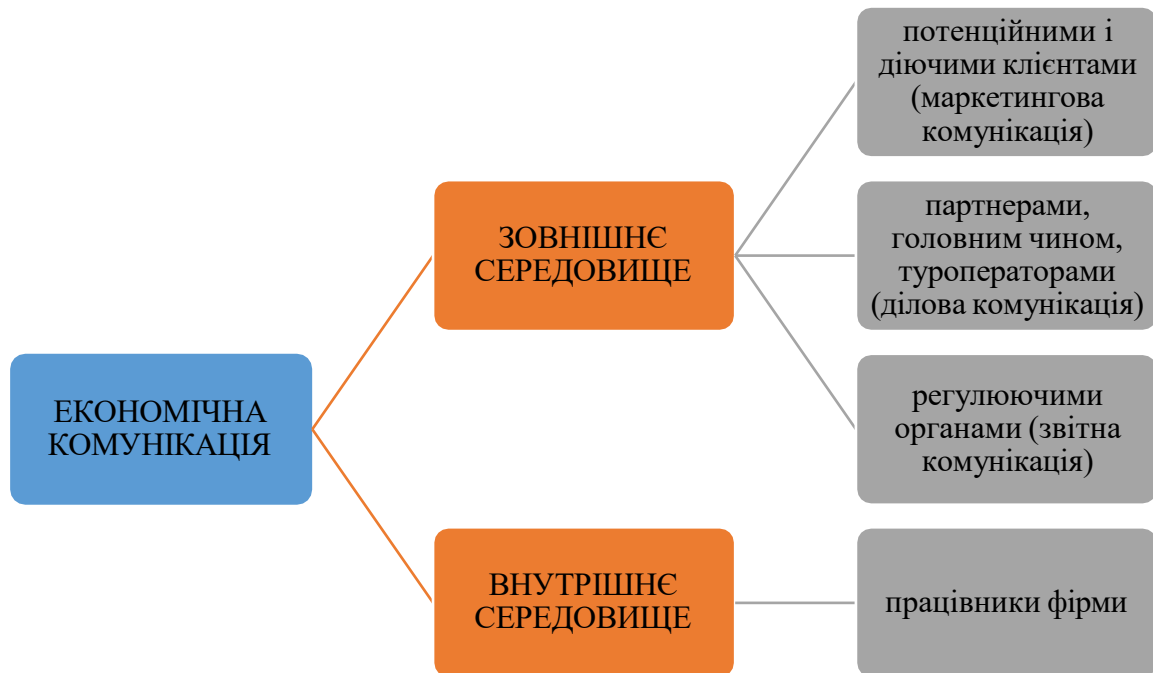 ЕКОНОМІЧНА
КОМУНІКАЦІЯ
ЗОВНІШНЄ
СЕРЕДОВИЩЕ
потенційними і
діючими клієнтами
(маркетингова
комунікація)
партнерами,
головним чином,
туроператорами
(ділова комунікація)
регулюючими
органами (звітна
комунікація)
ВНУТРІШНЄ
СЕРЕДОВИЩЕ
працівники фірми